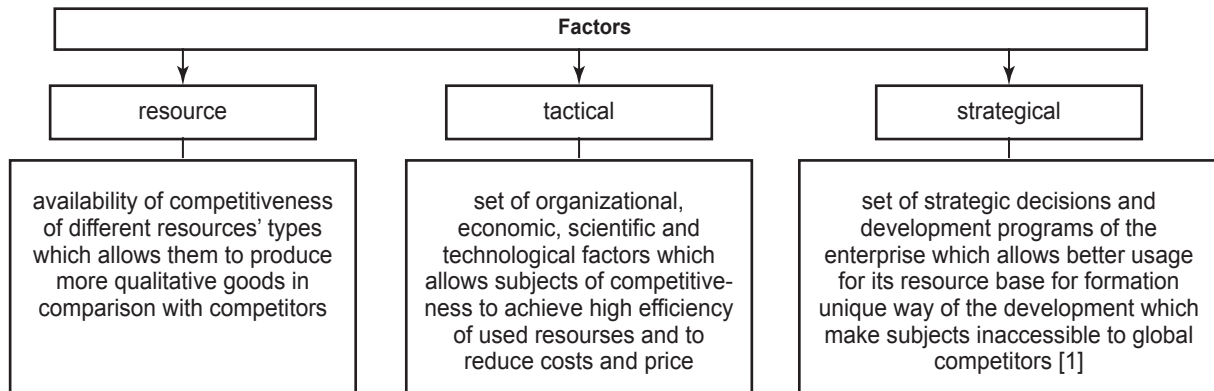 Factors
resource
tactical
strategical
availability of competitiveness
of different resources' types
which allows them to produce
more qualitative goods in
comparison with competitors
set of organizational,
economic, scientific and
technological factors which
allows subjects of competitive-
ness to achieve high efficiency
of used resourses and to
reduce costs and price
set of strategic decisions and
development programs of the
enterprise which allows better usage
for its resource base for formation
unique way of the development which
make subjects inaccessible to global
competitors [1]